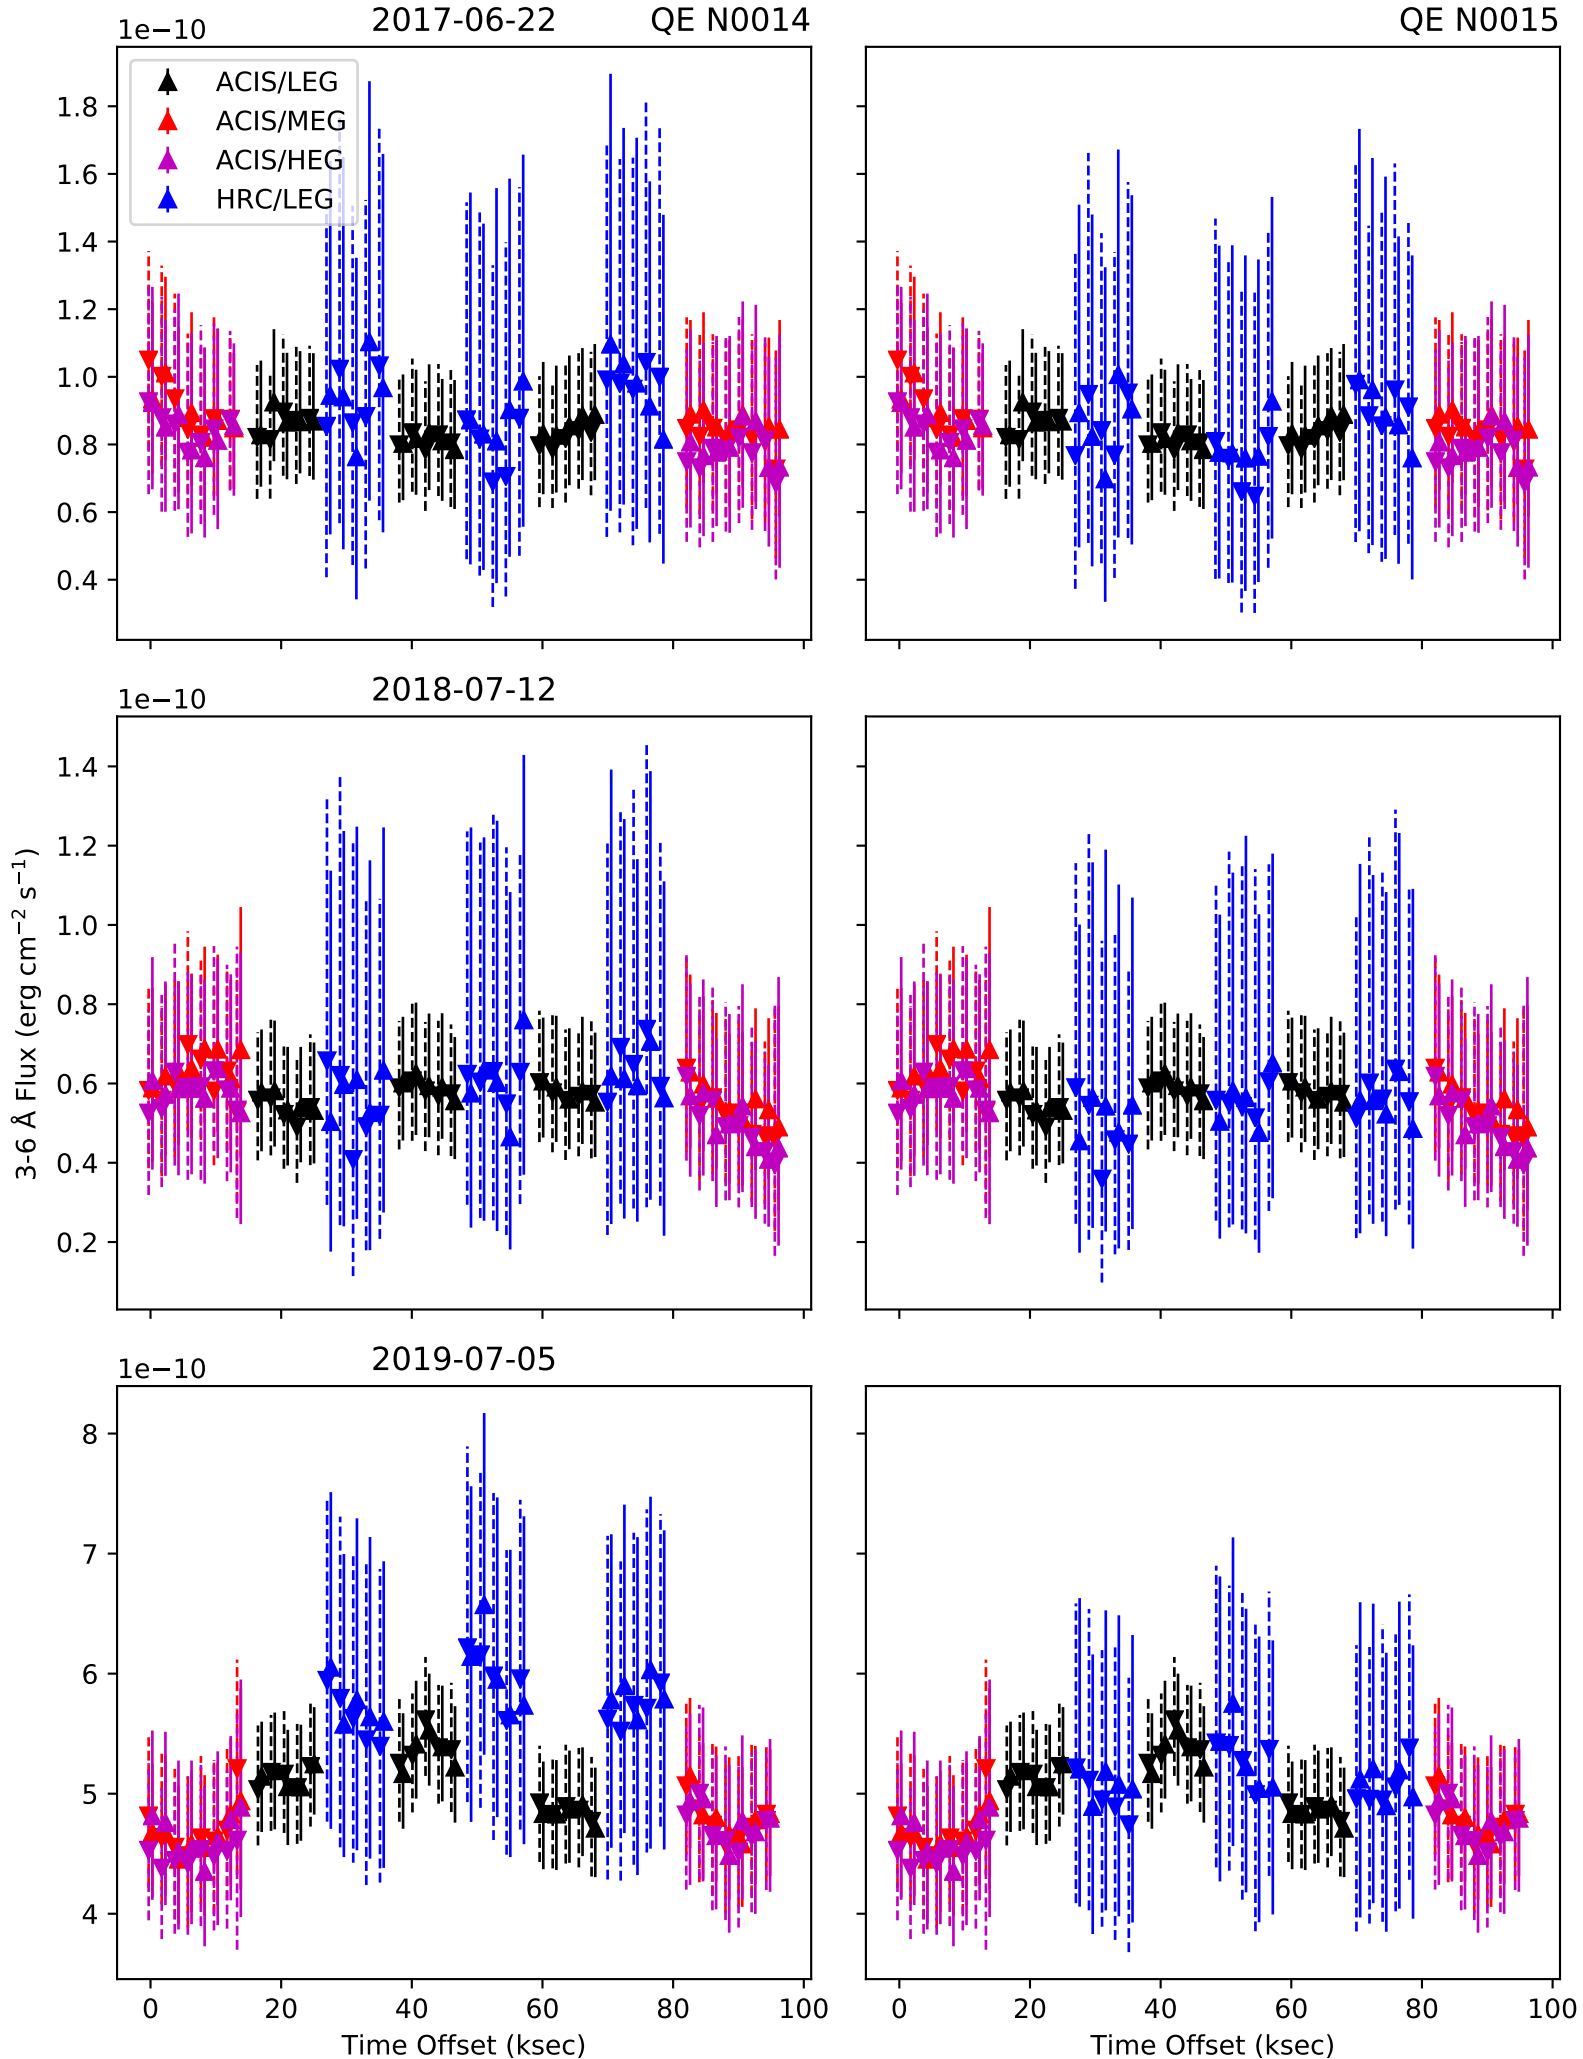 2017-06-22 QE N0014 QE N0015
1e−10
ACIS/LEG
ACIS/MEG
ACIS/HEG
HRC/LEG
1.8
1.6
1.4
1.2
1.0
0.8
0.6
0.4
2018-07-12
1e−10
1.4
1.2
1.0
0.8
0.6
0.4
0.2
3-6 Å Flux (erg cm⁻² s⁻¹)
2019-07-05
1e−10
8
7
6
5
4
0 20 40 60 80 100 0 20 40 60 80 100
Time Offset (ksec) Time Offset (ksec)